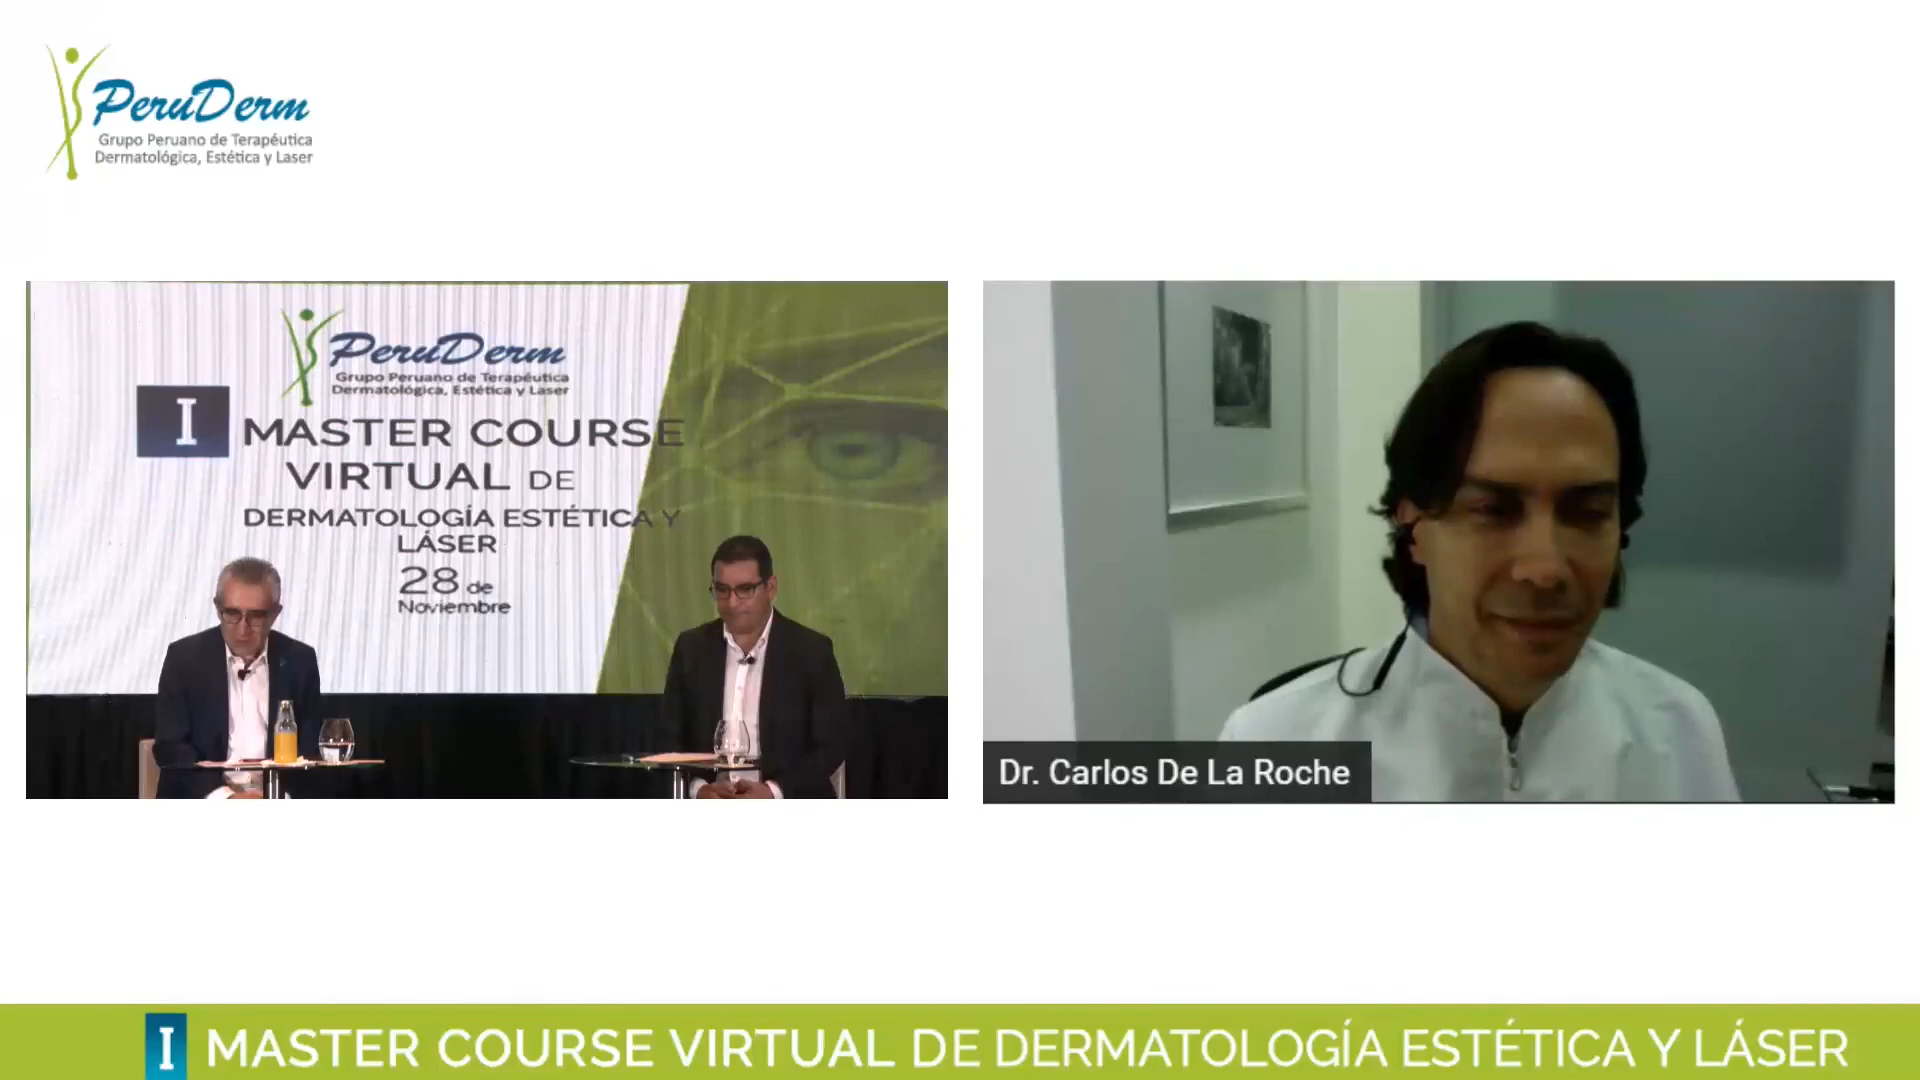 PeruDerm
Grupo Peruano de Terapéutica
Dermatológica, Estética y Laser
PeruDerm
Grupo Peruano de Terapéutica
Dermatológica, Estética y Laser
I MASTER COURSE
VIRTUAL DE
DERMATOLOGÍA ESTÉTICA Y
LÁSER
28 de
Noviembre
Dr. Carlos De La Roche
I MASTER COURSE VIRTUAL DE DERMATOLOGÍA ESTÉTICA Y LÁSER